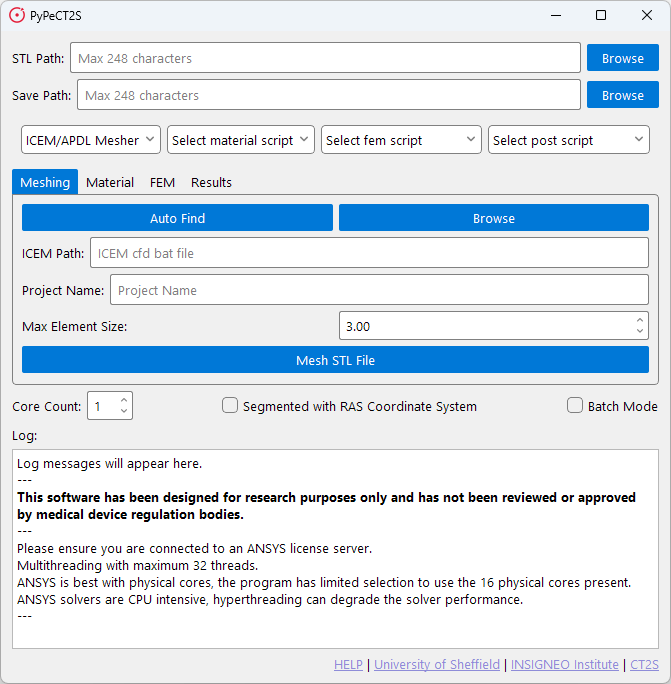 PyPeCT2S
STL Path: Max 248 characters Browse
Save Path: Max 248 characters Browse
ICEM/APDL Mesher Select material script Select fem script Select post script
Meshing Material FEM Results
Auto Find Browse
ICEM Path: ICEM cfd bat file
Project Name: Project Name
Max Element Size: 3.00
Mesh STL File
Core Count: 1 Segmented with RAS Coordinate System Batch Mode
Log:
Log messages will appear here.
---
This software has been designed for research purposes only and has not been reviewed or approved
by medical device regulation bodies.
---
Please ensure you are connected to an ANSYS license server.
Multithreading with maximum 32 threads.
ANSYS is best with physical cores, the program has limited selection to use the 16 physical cores present.
ANSYS solvers are CPU intensive, hyperthreading can degrade the solver performance.
---
HELP | University of Sheffield | INSIGNEO Institute | CT2S